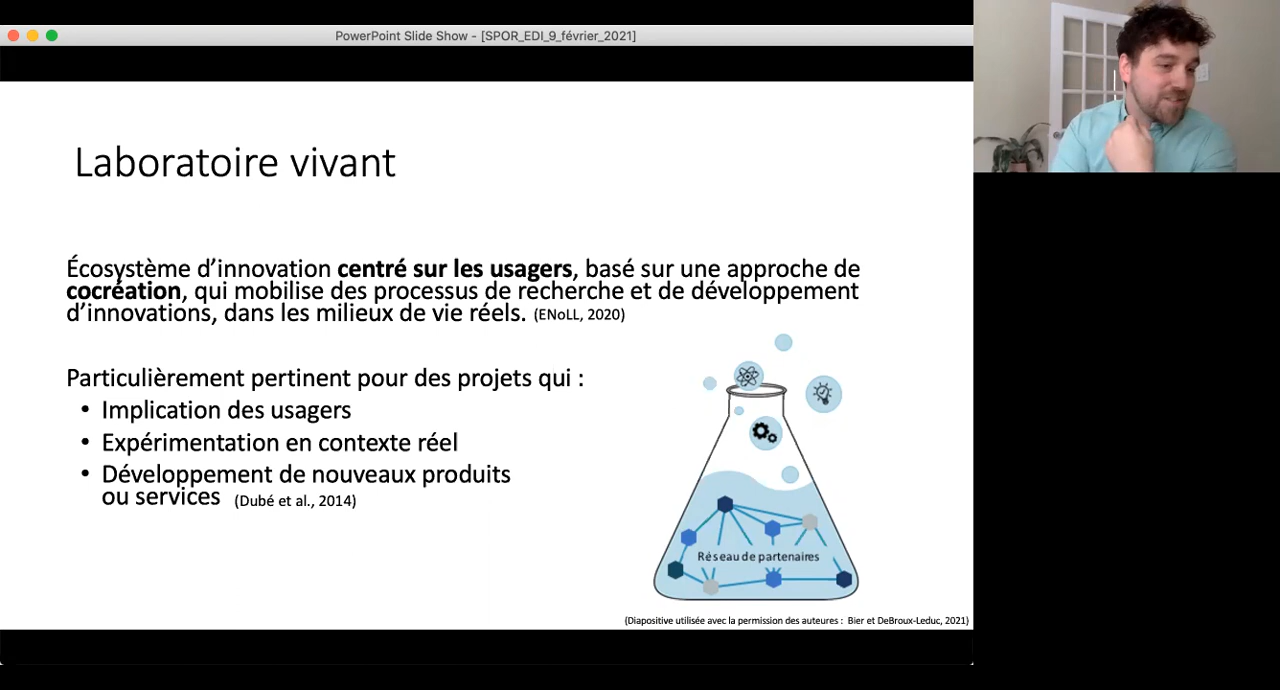 PowerPoint Slide Show - [SPOR_EDI_9_février_2021]
Laboratoire vivant
Écosystème d’innovation centré sur les usagers, basé sur une approche de
cocréation, qui mobilise des processus de recherche et de développement
d’innovations, dans les milieux de vie réels. (ENoLL, 2020)
Particulièrement pertinent pour des projets qui :
• Implication des usagers
• Expérimentation en contexte réel
• Développement de nouveaux produits
ou services (Dubé et al., 2014)
Réseau de partenaires
(Diapositive utilisée avec la permission des auteures : Bier et DeBroux-Leduc, 2021)